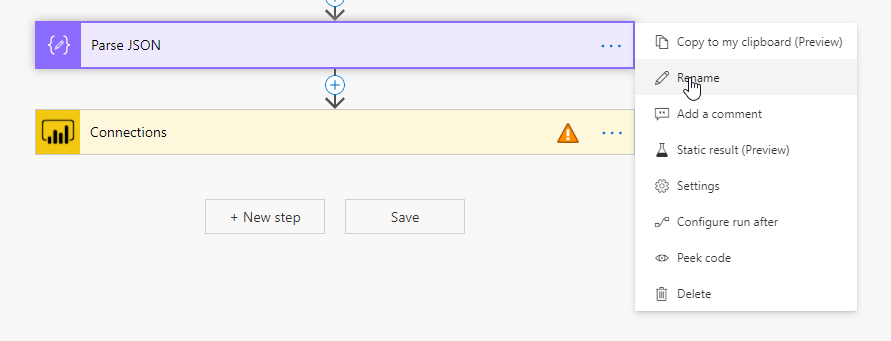 Parse JSON
Copy to my clipboard (Preview)
Rename
Add a comment
Connections
Static result (Preview)
Settings
+ New step
Save
Configure run after
Peek code
Delete